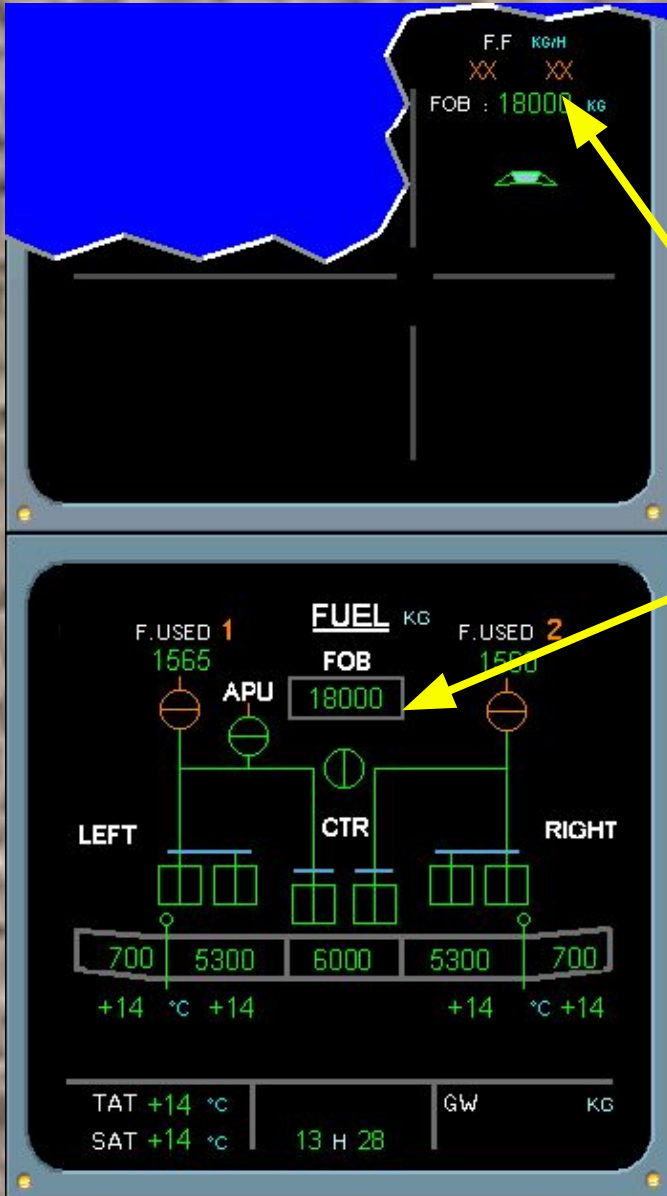 F.F KG/H
XX XX
FOB : 18000 KG
FUEL KG
F.USED 1 F.USED 2
1565
FOB
APU 18000
LEFT CTR RIGHT
700 5300 6000 5300 700
+14 °C +14 +14 °C +14
TAT +14 °C GW KG
SAT +14 °C 13 H 28